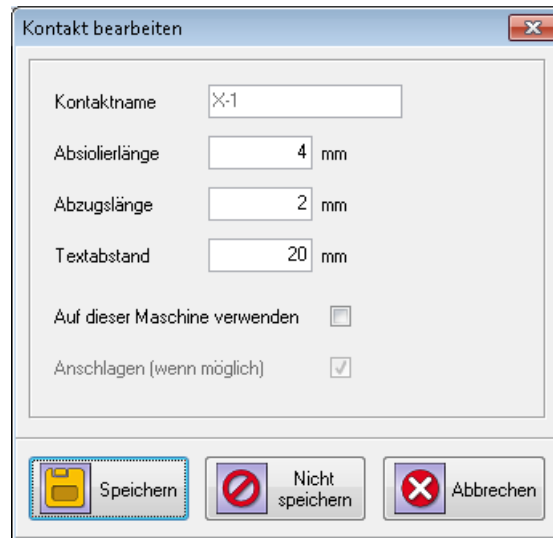 Kontakt bearbeiten
Kontaktname X-1
Absiolierlänge 4 mm
Abzugslänge 2 mm
Textabstand 20 mm
Auf dieser Maschine verwenden
Anschlagen (wenn möglich)
Speichern
Nicht
speichern
Abbrechen